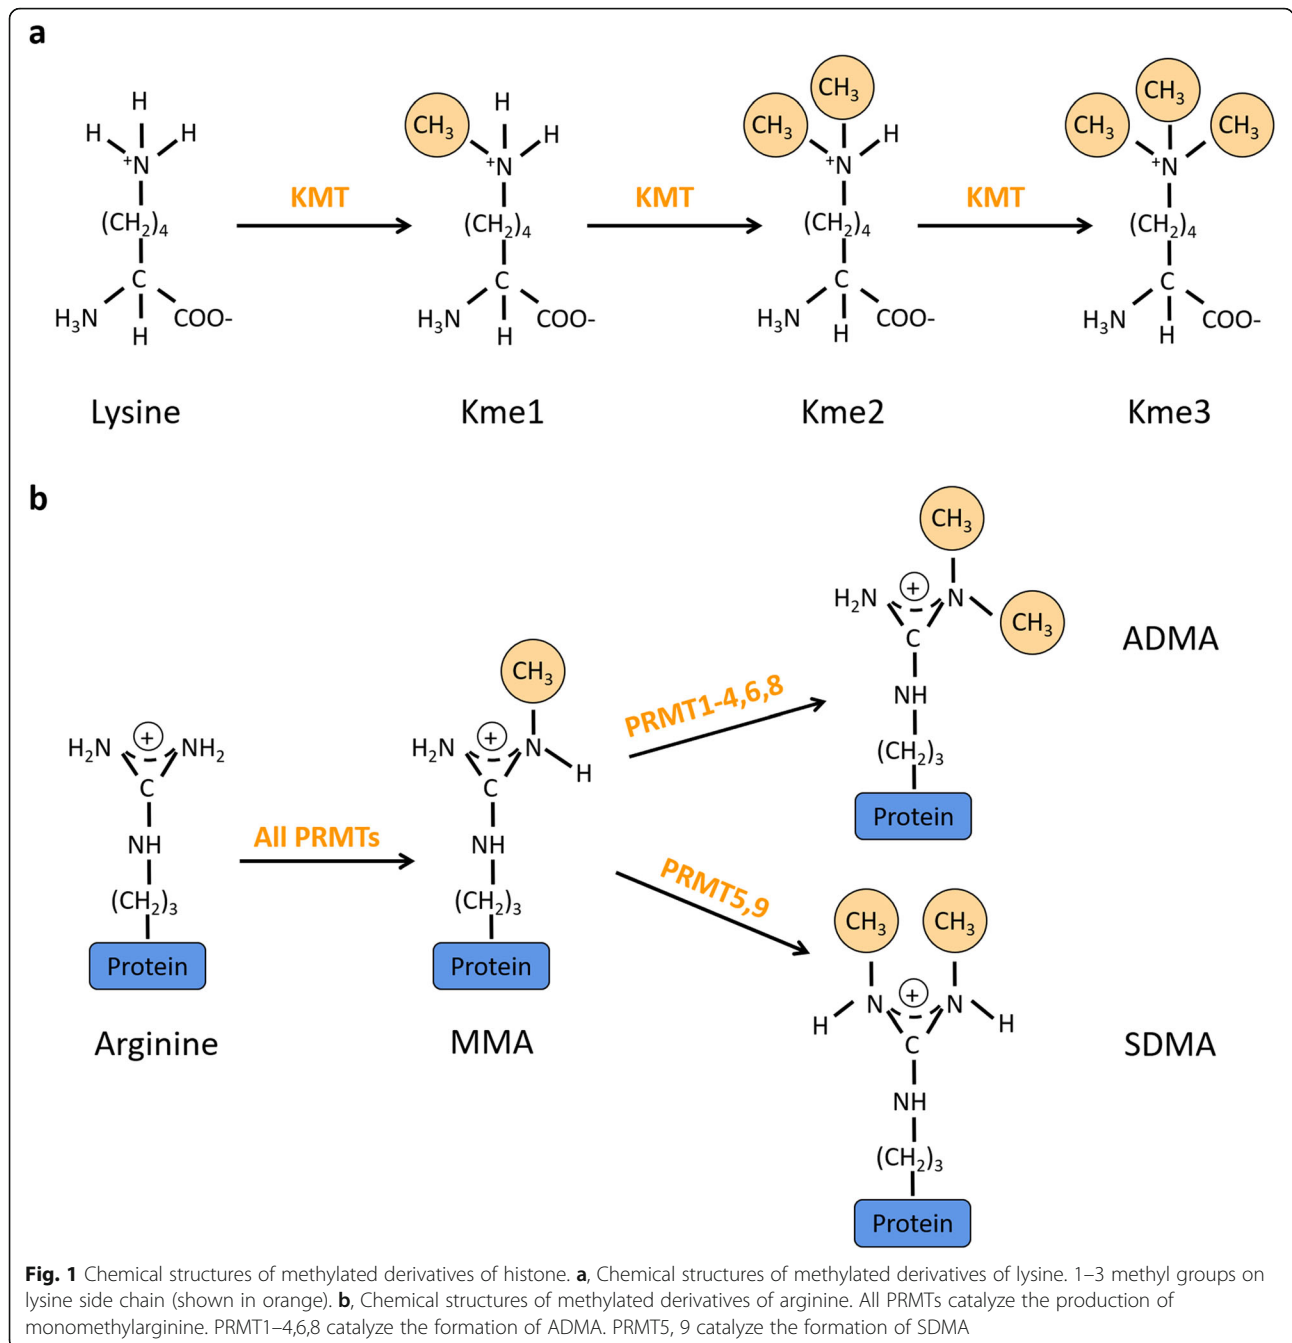 a
H H CH₃ H CH₃ CH₃ CH₃ CH₃ CH₃
H H H H
⁺N KMT ⁺N KMT ⁺N KMT ⁺N
(CH₂)₄ (CH₂)₄ (CH₂)₄ (CH₂)₄
C C C C
H₃N H COO- H₃N H COO- H₃N H COO- H₃N H COO-
Lysine Kme1 Kme2 Kme3
b
CH₃
H₂N + N CH₃
C
NH
(CH₂)₃
Protein
ADMA
PRMT1-4,6,8
CH₃
H₂N + NH₂ H₂N + N H
C C
NH All PRMTs NH
(CH₂)₃ (CH₂)₃
Protein Protein
Arginine MMA
PRMT5,9
CH₃ CH₃
H N + N H
C
NH
(CH₂)₃
Protein
SDMA
Fig. 1 Chemical structures of methylated derivatives of histone. a, Chemical structures of methylated derivatives of lysine. 1–3 methyl groups on
lysine side chain (shown in orange). b, Chemical structures of methylated derivatives of arginine. All PRMTs catalyze the production of
monomethylarginine. PRMT1–4,6,8 catalyze the formation of ADMA. PRMT5, 9 catalyze the formation of SDMA